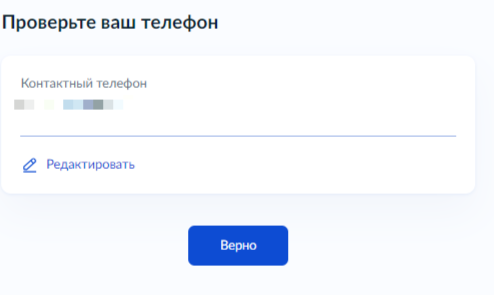 Проверьте ваш телефон
Контактный телефон
Редактировать
Верно